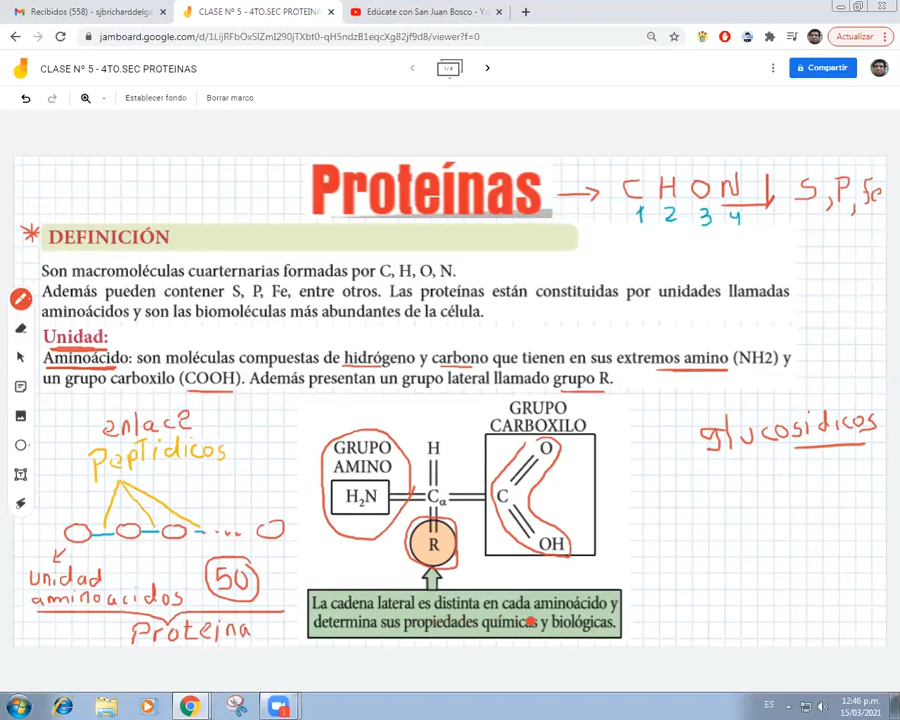 Recibidos (558) - sjbricharddelga
CLASE Nº 5 - 4TO.SEC PROTEINA
Edúcate con San Juan Bosco - Yo
jamboard.google.com/d/1LijRFbOxSlZmI290jTXbt0-qH5ndzB1eqcXg82jf9d8/viewer?f=0
Actualizar
CLASE Nº 5 - 4TO.SEC PROTEINAS
1/8
Compartir
Establecer fondo
Borrar marco
Proteínas
C H O N S, P, Fe
1 2 3 4
DEFINICIÓN
Son macromoléculas cuarternarias formadas por C, H, O, N.
Además pueden contener S, P, Fe, entre otros. Las proteínas están constituidas por unidades llamadas
aminoácidos y son las biomoléculas más abundantes de la célula.
Unidad:
Aminoácido: son moléculas compuestas de hidrógeno y carbono que tienen en sus extremos amino (NH2) y
un grupo carboxilo (COOH). Además presentan un grupo lateral llamado grupo R.
enlace
peptidicos
unidad
aminoacidos
50
Proteina
GRUPO
AMINO
H₂N
H
Cα
R
GRUPO
CARBOXILO
O
C
OH
glucosidicos
La cadena lateral es distinta en cada aminoácido y
determina sus propiedades químicas y biológicas.
ES
12:46 p.m.
15/03/2021